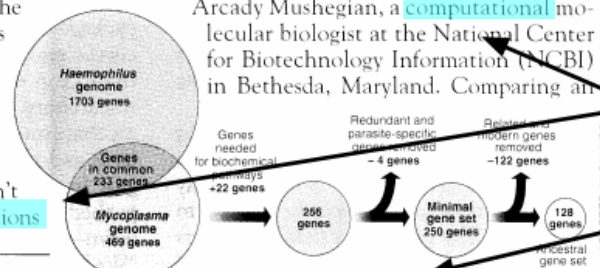 he
s
Arcady Mushegian, a computational mo-
lecular biologist at the National Center
for Biotechnology Information (NCBI)
in Bethesda, Maryland. Comparing an
n't
ions
Haemophilus
genome
1703 genes
Genes
in common
233 genes
Mycoplasma
genome
469 genes
Genes
needed
for biochemical
pathways
+22 genes
256
genes
Redundant and
parasite-specific
genes removed
– 4 genes
Minimal
gene set
250 genes
Related and
modern genes
removed
–122 genes
128
genes
Ancestral
gene set